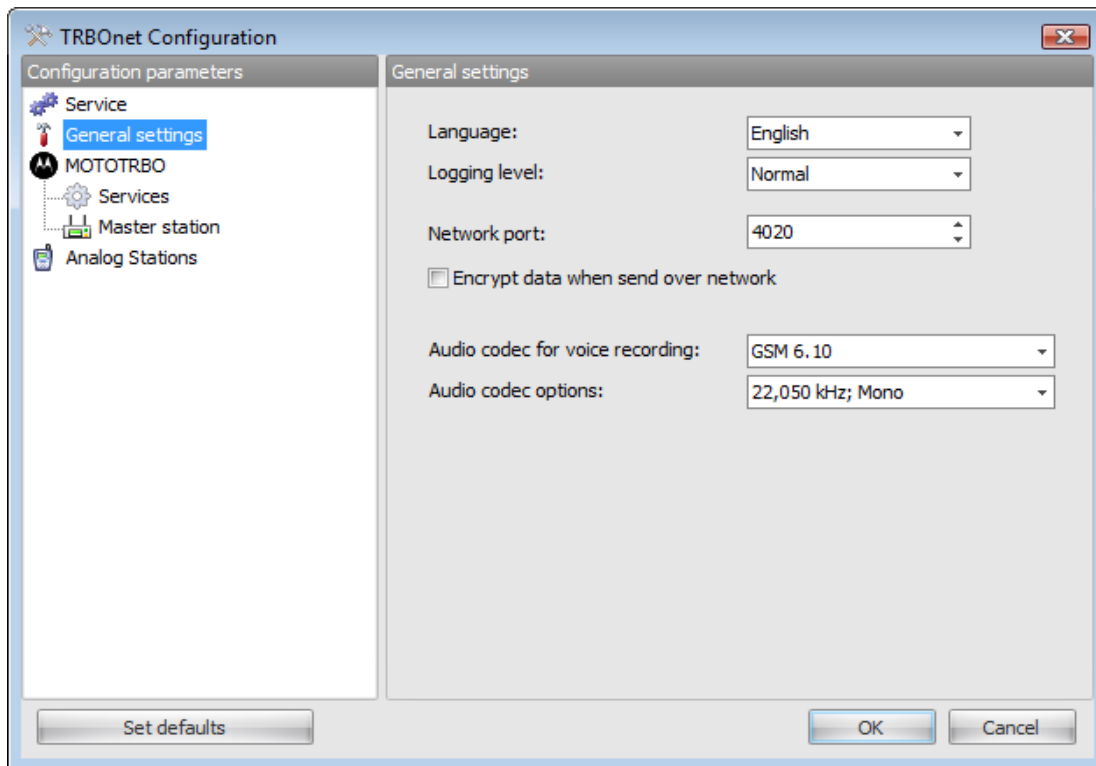 TRBOnet Configuration
Configuration parameters
Service
General settings
MOTOTRBO
Services
Master station
Analog Stations
General settings
Language: English
Logging level: Normal
Network port: 4020
Encrypt data when send over network
Audio codec for voice recording: GSM 6.10
Audio codec options: 22,050 kHz; Mono
Set defaults
OK
Cancel